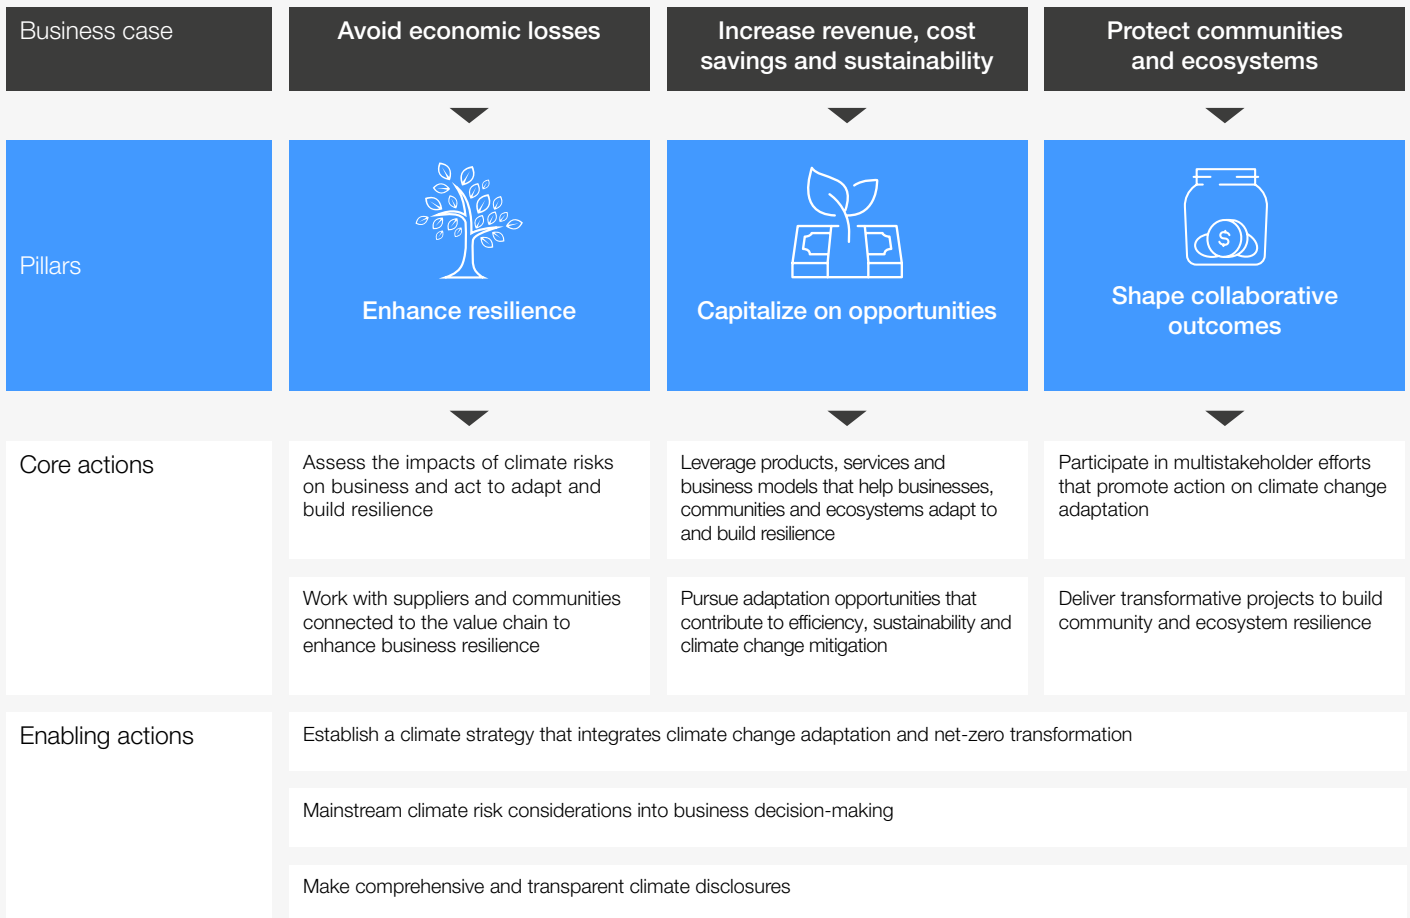 Business case
Avoid economic losses
Increase revenue, cost
savings and sustainability
Protect communities
and ecosystems
Pillars
Enhance resilience
Capitalize on opportunities
$
Shape collaborative
outcomes
Core actions
Assess the impacts of climate risks
on business and act to adapt and
build resilience
Leverage products, services and
business models that help businesses,
communities and ecosystems adapt to
and build resilience
Participate in multistakeholder efforts
that promote action on climate change
adaptation
Work with suppliers and communities
connected to the value chain to
enhance business resilience
Pursue adaptation opportunities that
contribute to efficiency, sustainability and
climate change mitigation
Deliver transformative projects to build
community and ecosystem resilience
Enabling actions
Establish a climate strategy that integrates climate change adaptation and net-zero transformation
Mainstream climate risk considerations into business decision-making
Make comprehensive and transparent climate disclosures